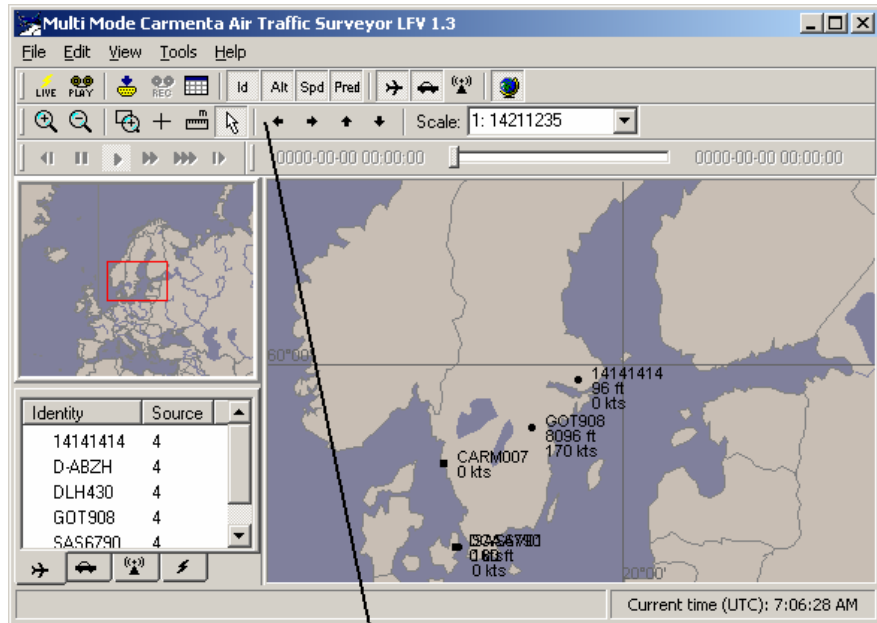 Multi Mode Carmenta Air Traffic Surveyor LFV 1.3
File Edit View Tools Help
LIVE PLAY REC Id Alt Spd Pred
Scale: 1: 14211235
0000-00-00 00:00:00 0000-00-00 00:00:00
60°00'
14141414
96 ft
0 kts
GOT908
8096 ft
170 kts
CARM007
0 kts
0 kts
20°00'
Identity Source
14141414 4
D-ABZH 4
DLH430 4
GOT908 4
SAS6790 4
Current time (UTC): 7:06:28 AM